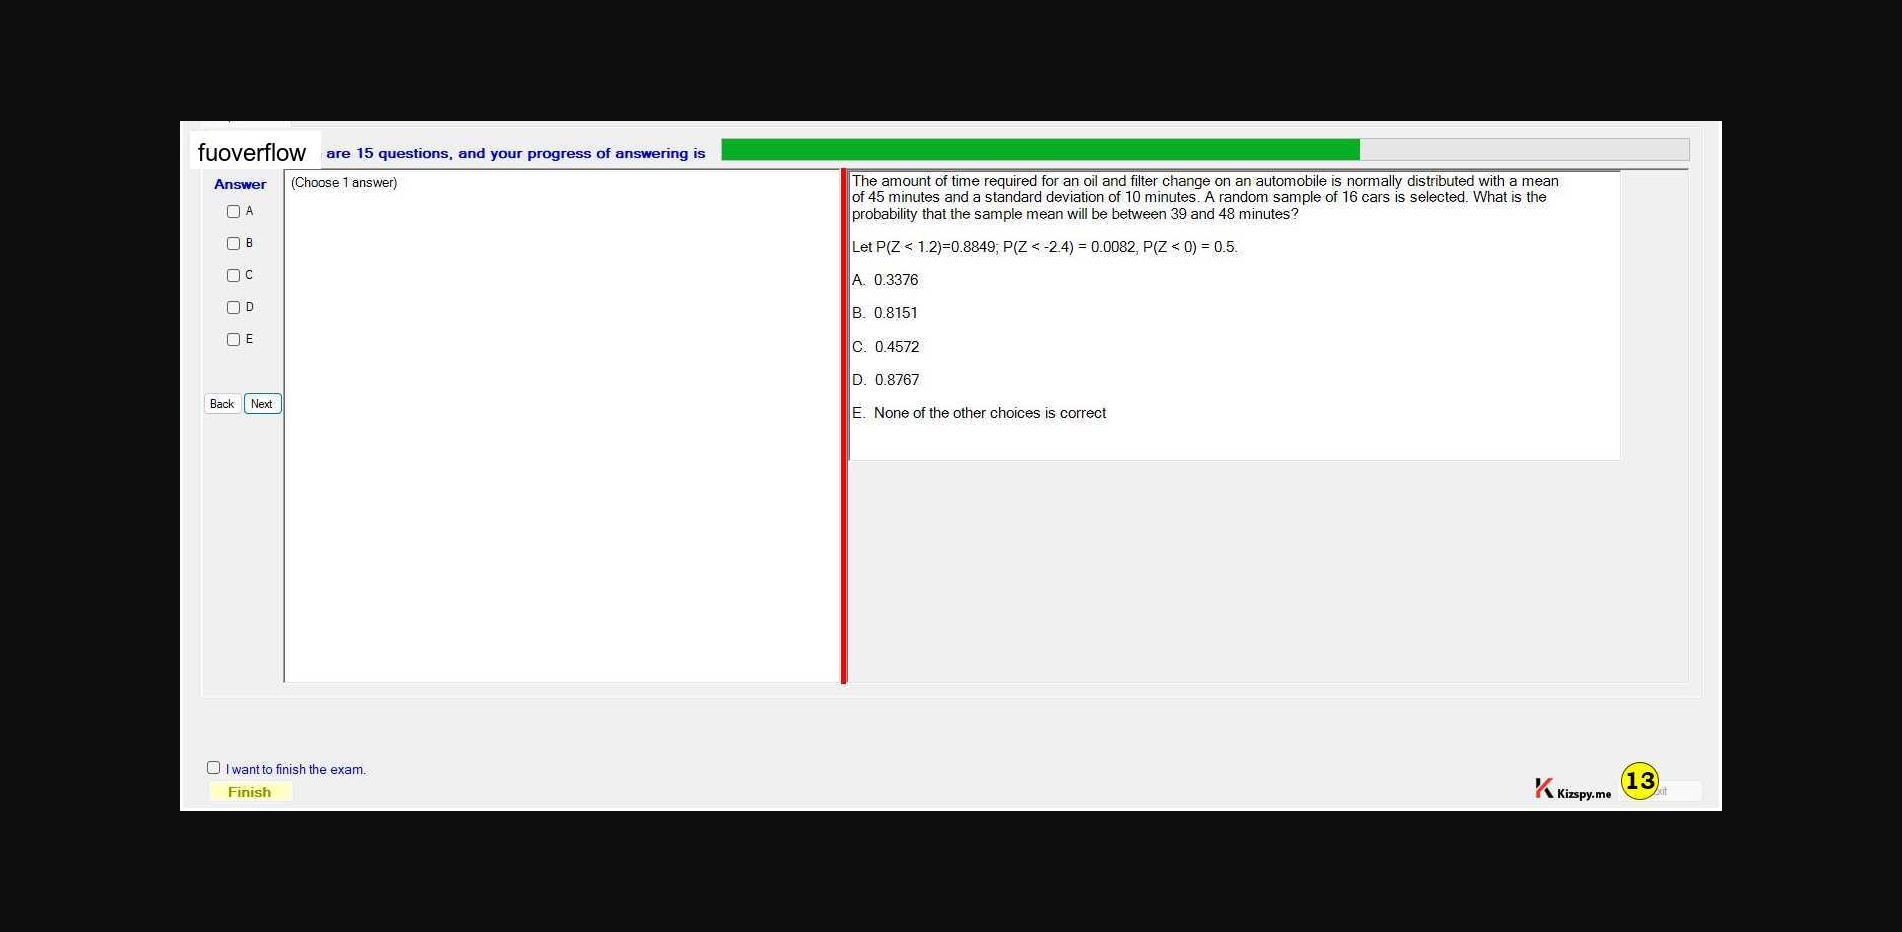 fuoverflow are 15 questions, and your progress of answering is
Answer
(Choose 1 answer)
A
B
C
D
E
Back Next
The amount of time required for an oil and filter change on an automobile is normally distributed with a mean
of 45 minutes and a standard deviation of 10 minutes. A random sample of 16 cars is selected. What is the
probability that the sample mean will be between 39 and 48 minutes?
Let P(Z < 1.2)=0.8849; P(Z < -2.4) = 0.0082, P(Z < 0) = 0.5.
A. 0.3376
B. 0.8151
C. 0.4572
D. 0.8767
E. None of the other choices is correct
I want to finish the exam.
Finish
Kizspy.me
13